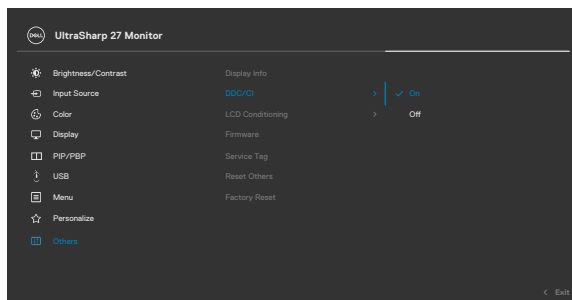 DELL UltraSharp 27 Monitor
Brightness/Contrast Display Info
Input Source DDC/CI On
Color LCD Conditioning Off
Display Firmware
PIP/PBP Service Tag
USB Reset Others
Menu Factory Reset
Personalize
Others
Exit